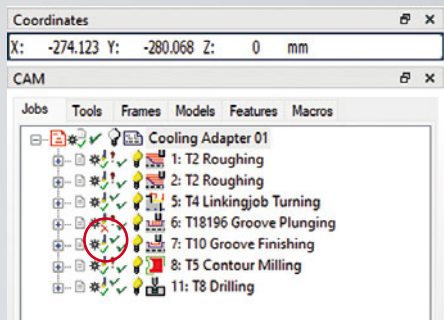 Coordinates
X: -274.123 Y: -280.068 Z: 0 mm
CAM
Jobs Tools Frames Models Features Macros
Cooling Adapter 01
1: T2 Roughing
2: T2 Roughing
5: T4 Linkingjob Turning
6: T18196 Groove Plunging
7: T10 Groove Finishing
8: T5 Contour Milling
11: T8 Drilling